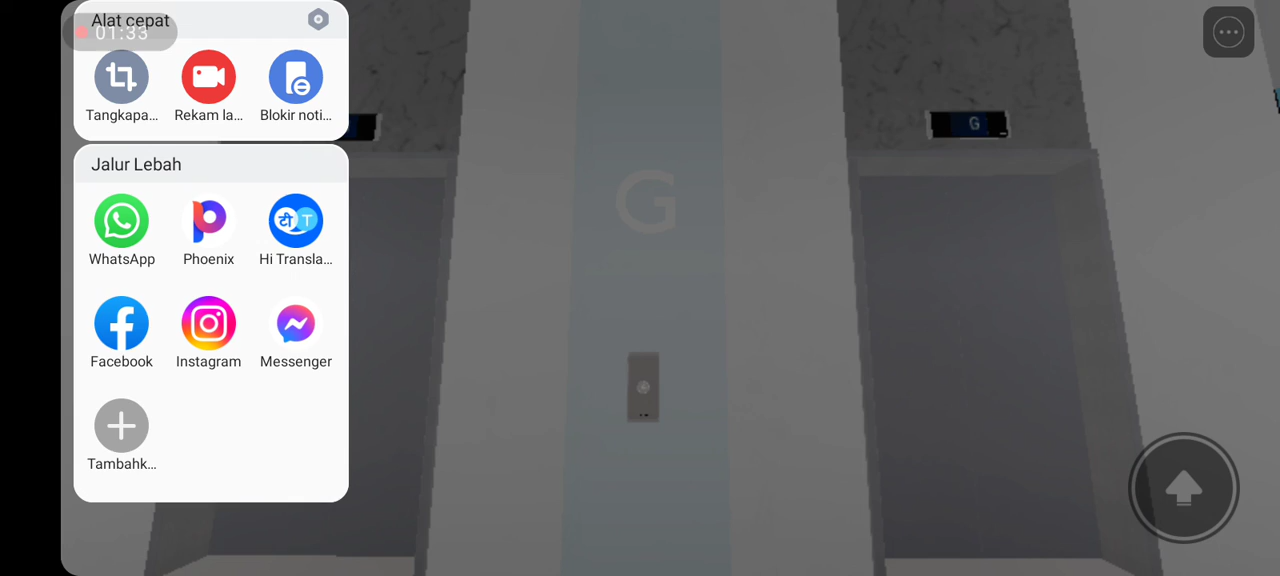 Alat cepat
01:33
Tangkapa...
Rekam la...
Blokir noti...
Jalur Lebah
WhatsApp
Phoenix
Hi Transla...
Facebook
Instagram
Messenger
Tambahk...
G
G